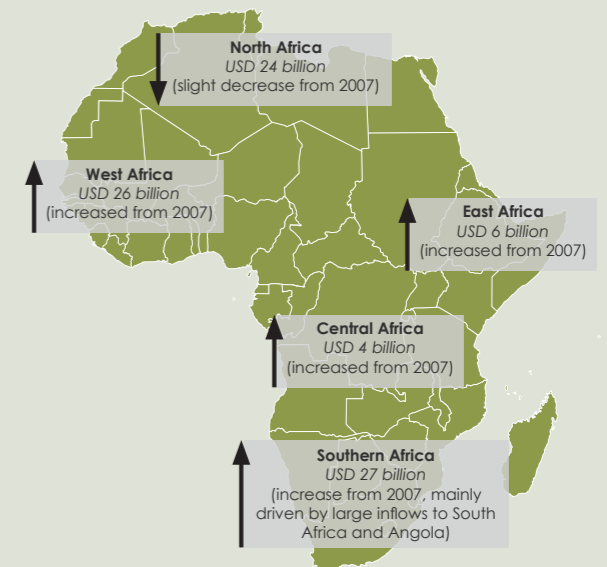 North Africa
USD 24 billion
(slight decrease from 2007)
West Africa
USD 26 billion
(increased from 2007)
East Africa
USD 6 billion
(increased from 2007)
Central Africa
USD 4 billion
(increased from 2007)
Southern Africa
USD 27 billion
(increase from 2007, mainly
driven by large inflows to South
Africa and Angola)